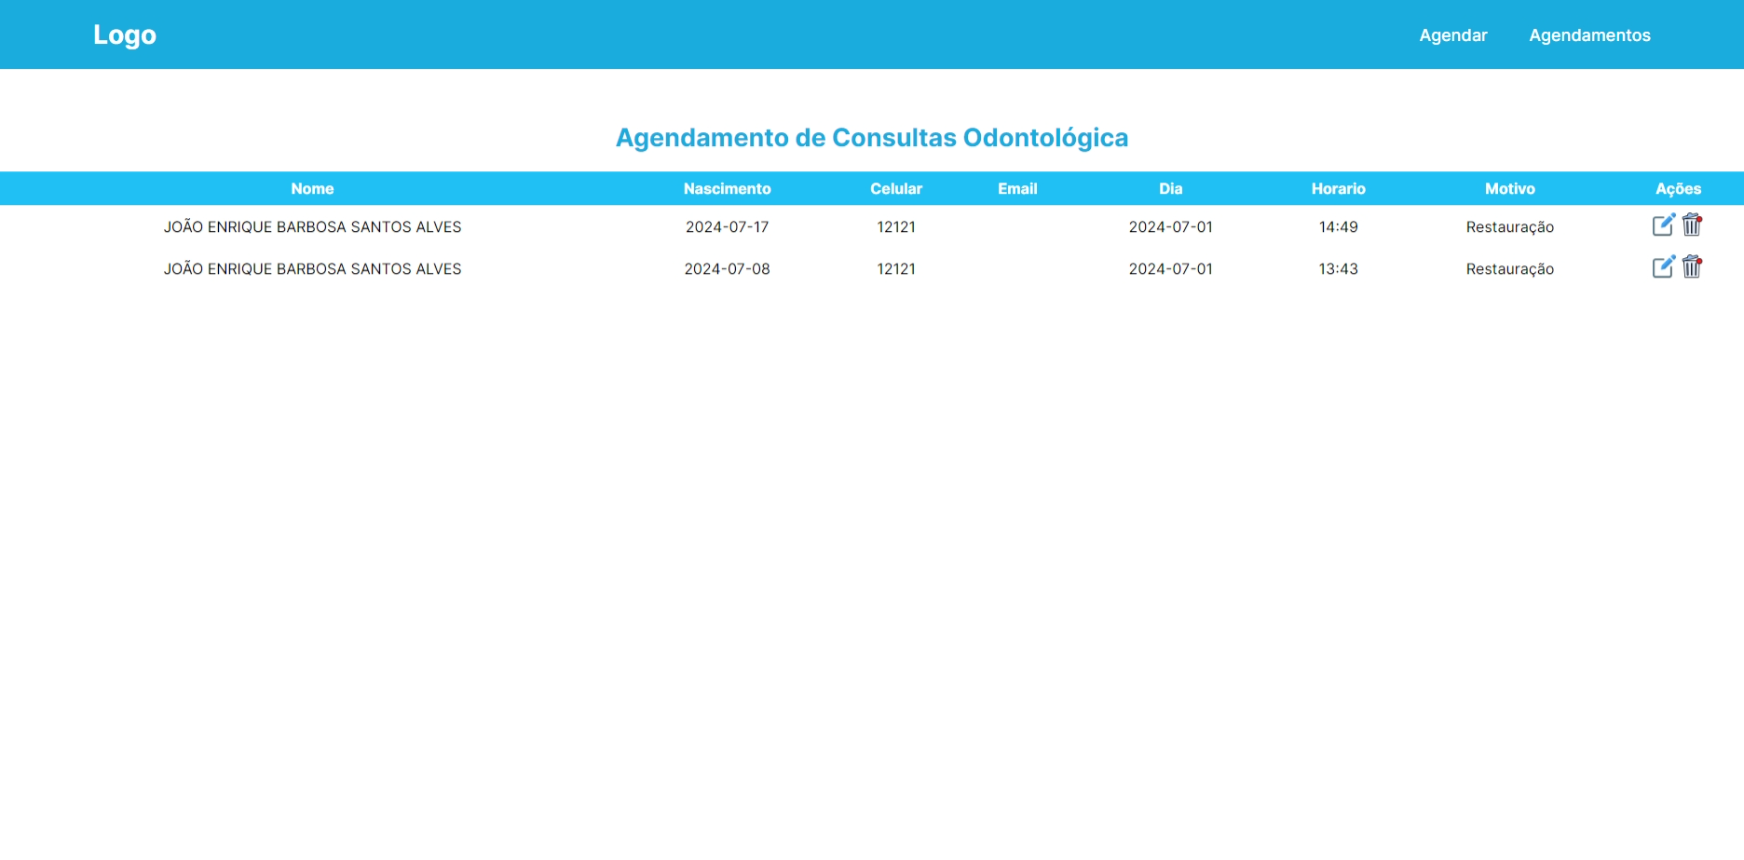 Logo Agendar Agendamentos
Agendamento de Consultas Odontológica
Nome Nascimento Celular Email Dia Horario Motivo Ações
JOÃO ENRIQUE BARBOSA SANTOS ALVES 2024-07-17 12121 2024-07-01 14:49 Restauração
JOÃO ENRIQUE BARBOSA SANTOS ALVES 2024-07-08 12121 2024-07-01 13:43 Restauração